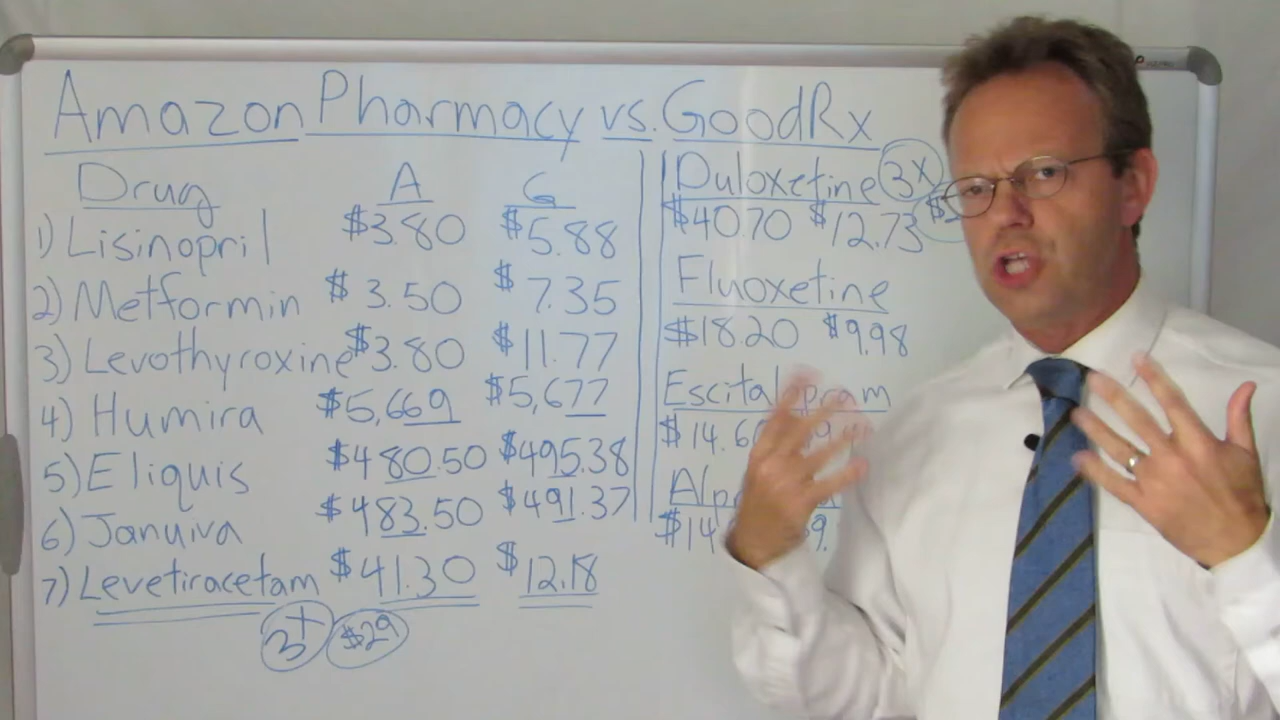 Amazon Pharmacy vs. GoodRx
Drug A G
1) Lisinopril $3.80 $5.88
2) Metformin $3.50 $7.35
3) Levothyroxine $3.80 $11.77
4) Humira $5,669 $5,677
5) Eliquis $480.50 $495.38
6) Januiva $483.50 $491.37
7) Levetiracetam $41.30 $12.18
3+ $29
Duloxetine 3x
$40.70 $12.73
Fluoxetine
$18.20 $9.98
Escitalopram